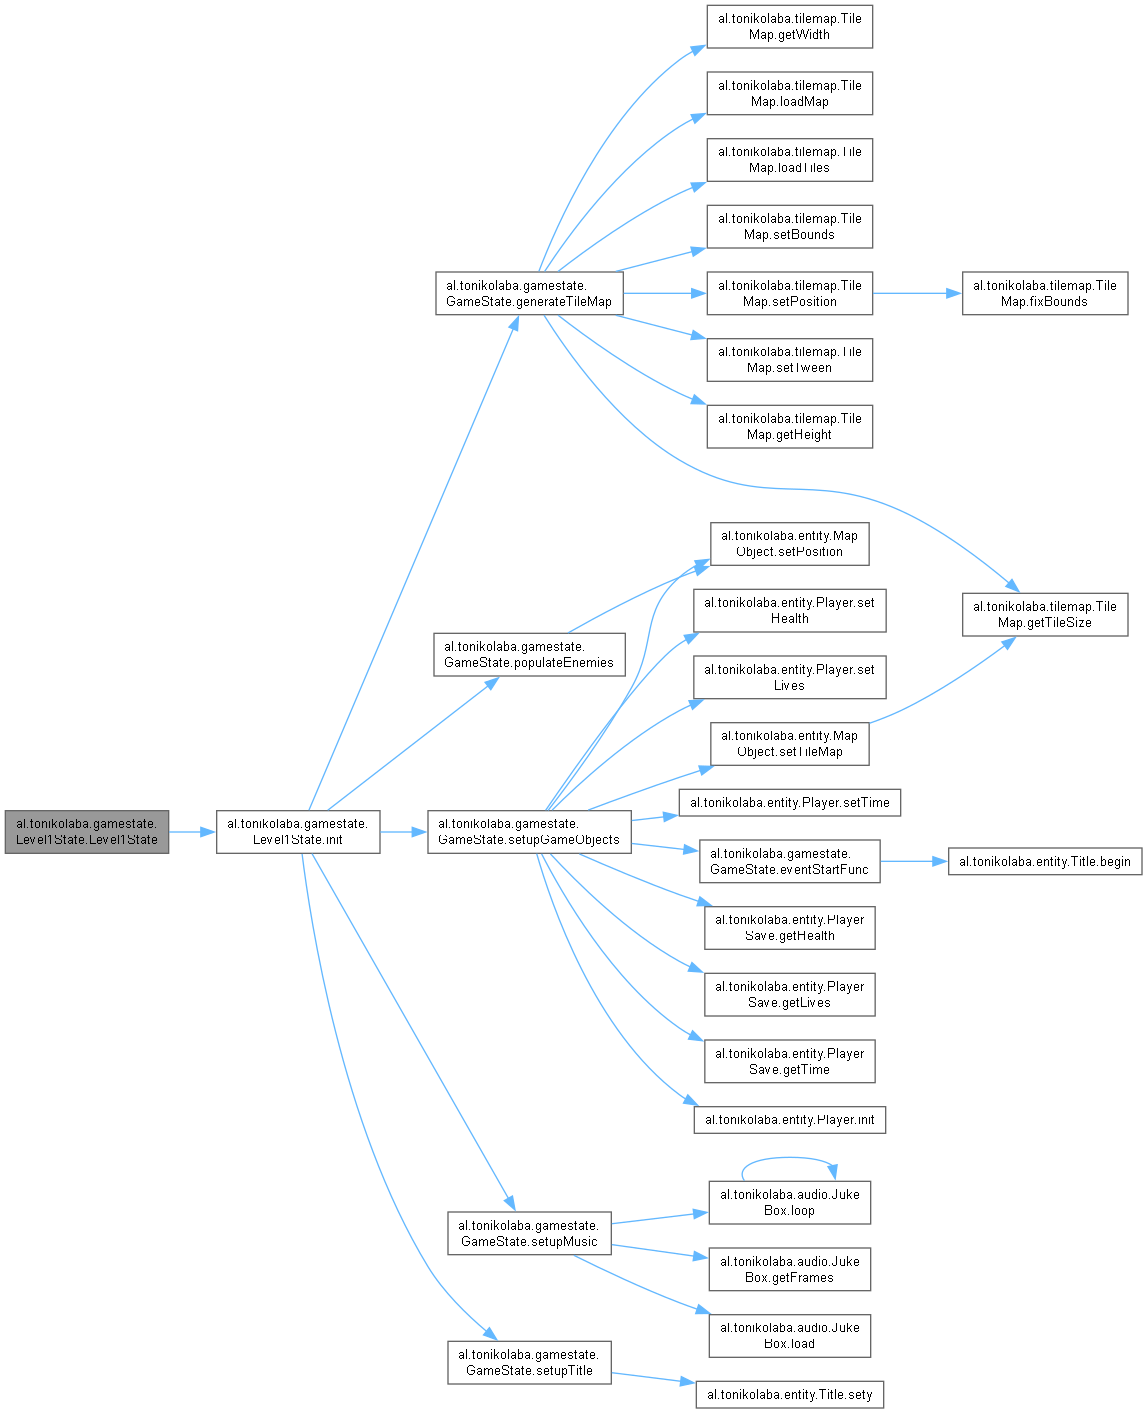 al.tonikolaba.tilemap.Tile
Map.getWidth
al.tonikolaba.tilemap.Tile
Map.loadMap
al.tonikolaba.tilemap.Tile
Map.loadTiles
al.tonikolaba.tilemap.Tile
Map.setBounds
al.tonikolaba.gamestate.
GameState.generateTileMap
al.tonikolaba.tilemap.Tile
Map.setPosition
al.tonikolaba.tilemap.Tile
Map.fixBounds
al.tonikolaba.tilemap.Tile
Map.setTween
al.tonikolaba.tilemap.Tile
Map.getHeight
al.tonikolaba.entity.Map
Object.setPosition
al.tonikolaba.entity.Player.set
Health
al.tonikolaba.tilemap.Tile
Map.getTileSize
al.tonikolaba.gamestate.
GameState.populateEnemies
al.tonikolaba.entity.Player.set
Lives
al.tonikolaba.entity.Map
Object.setTileMap
al.tonikolaba.entity.Player.setTime
al.tonikolaba.gamestate.
Level1State.Level1State
al.tonikolaba.gamestate.
Level1State.init
al.tonikolaba.gamestate.
GameState.setupGameObjects
al.tonikolaba.gamestate.
GameState.eventStartFunc
al.tonikolaba.entity.Title.begin
al.tonikolaba.entity.Player
Save.getHealth
al.tonikolaba.entity.Player
Save.getLives
al.tonikolaba.entity.Player
Save.getTime
al.tonikolaba.entity.Player.init
al.tonikolaba.audio.Juke
Box.loop
al.tonikolaba.gamestate.
GameState.setupMusic
al.tonikolaba.audio.Juke
Box.getFrames
al.tonikolaba.audio.Juke
Box.load
al.tonikolaba.gamestate.
GameState.setupTitle
al.tonikolaba.entity.Title.sety